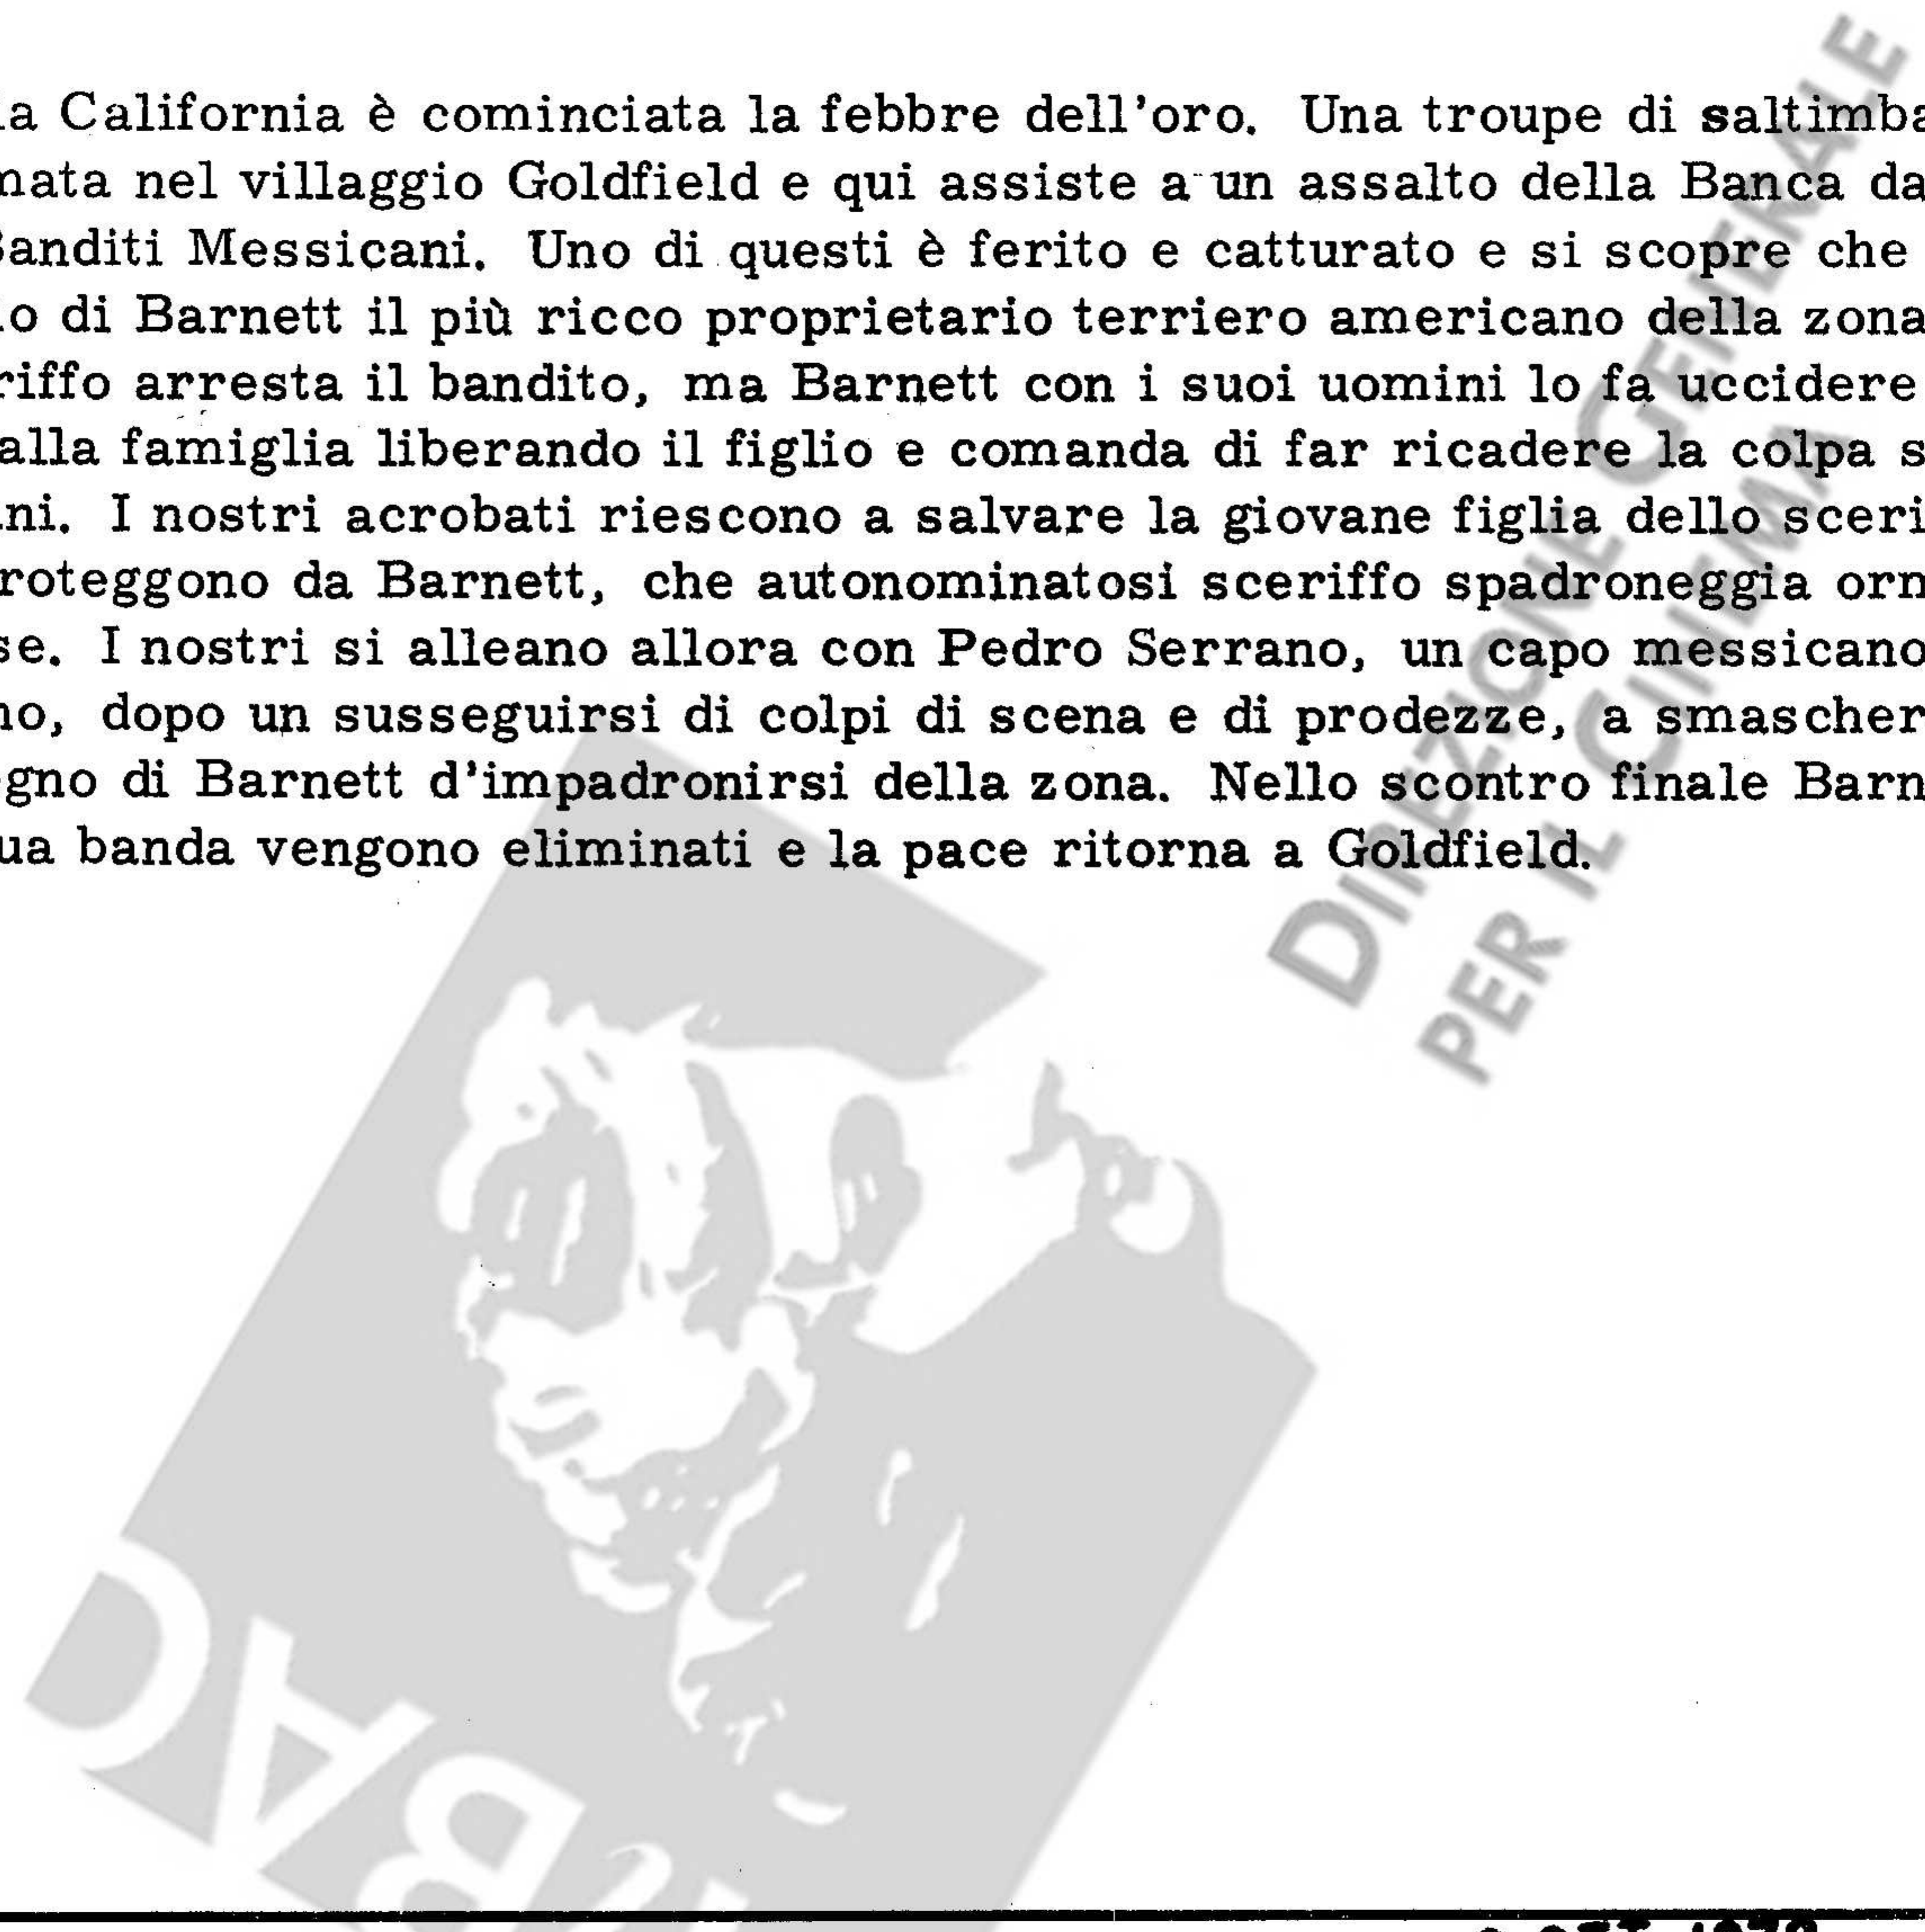 a California è cominciata la febbre dell'oro. Una troupe di saltimba
nata nel villaggio Goldfield e qui assiste a un assalto della Banca da
Banditi Messicani. Uno di questi è ferito e catturato e si scopre che
o di Barnett il più ricco proprietario terriero americano della zona
riffo arresta il bandito, ma Barnett con i suoi uomini lo fa uccidere
alla famiglia liberando il figlio e comanda di far ricadere la colpa s
ni. I nostri acrobati riescono a salvare la giovane figlia dello sceri
roteggono da Barnett, che autonominatosi sceriffo spadroneggia orn
se. I nostri si alleano allora con Pedro Serrano, un capo messicano
no, dopo un susseguirsi di colpi di scena e di prodezze, a smascher
gno di Barnett d'impadronirsi della zona. Nello scontro finale Barn
ua banda vengono eliminati e la pace ritorna a Goldfield.
DIREZIONE GENERALE
PER IL CINEMA
BAC